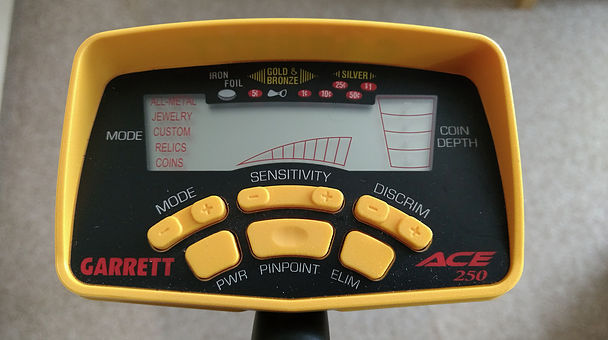 IRON
FOIL
GOLD &
BRONZE
SILVER
5¢
1¢
10¢
25¢
50¢
$1
MODE
ALL-METAL
JEWELRY
CUSTOM
RELICS
COINS
COIN
DEPTH
SENSITIVITY
MODE
DISCRIM
- +
- +
- +
GARRETT
PWR
PINPOINT
ELIM
ACE
250